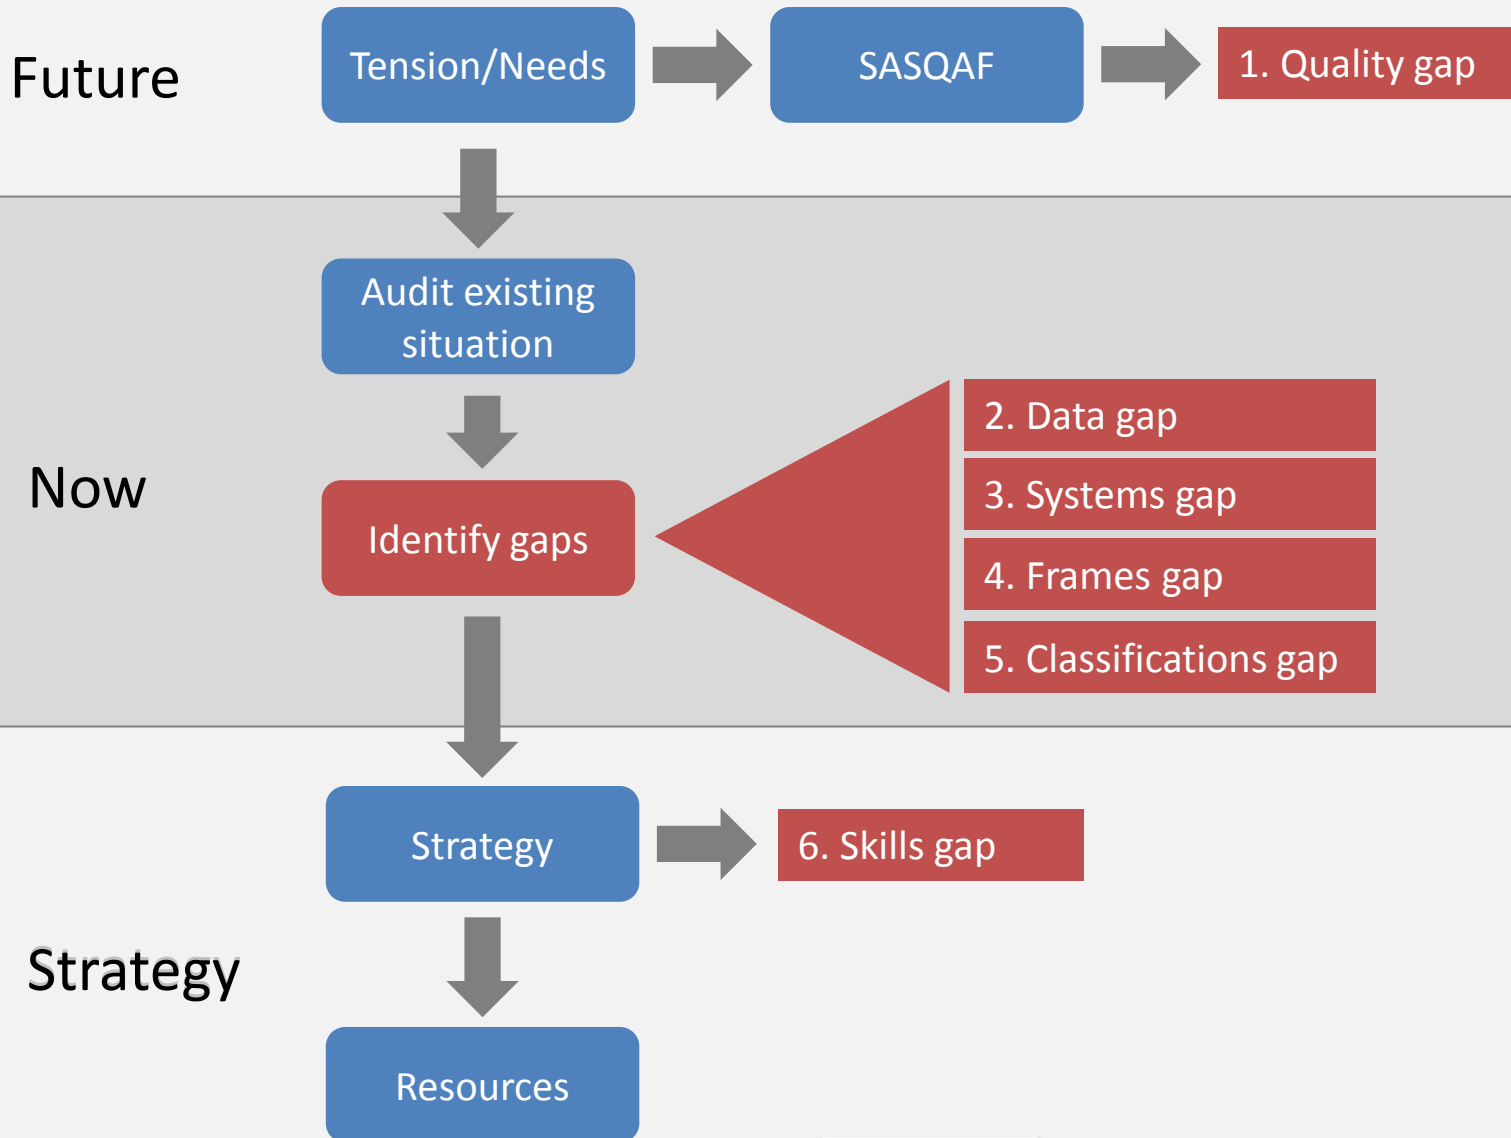 Future
Tension/Needs
SASQAF
1. Quality gap
Now
Audit existing
situation
Identify gaps
2. Data gap
3. Systems gap
4. Frames gap
5. Classifications gap
Strategy
Strategy
6. Skills gap
Resources